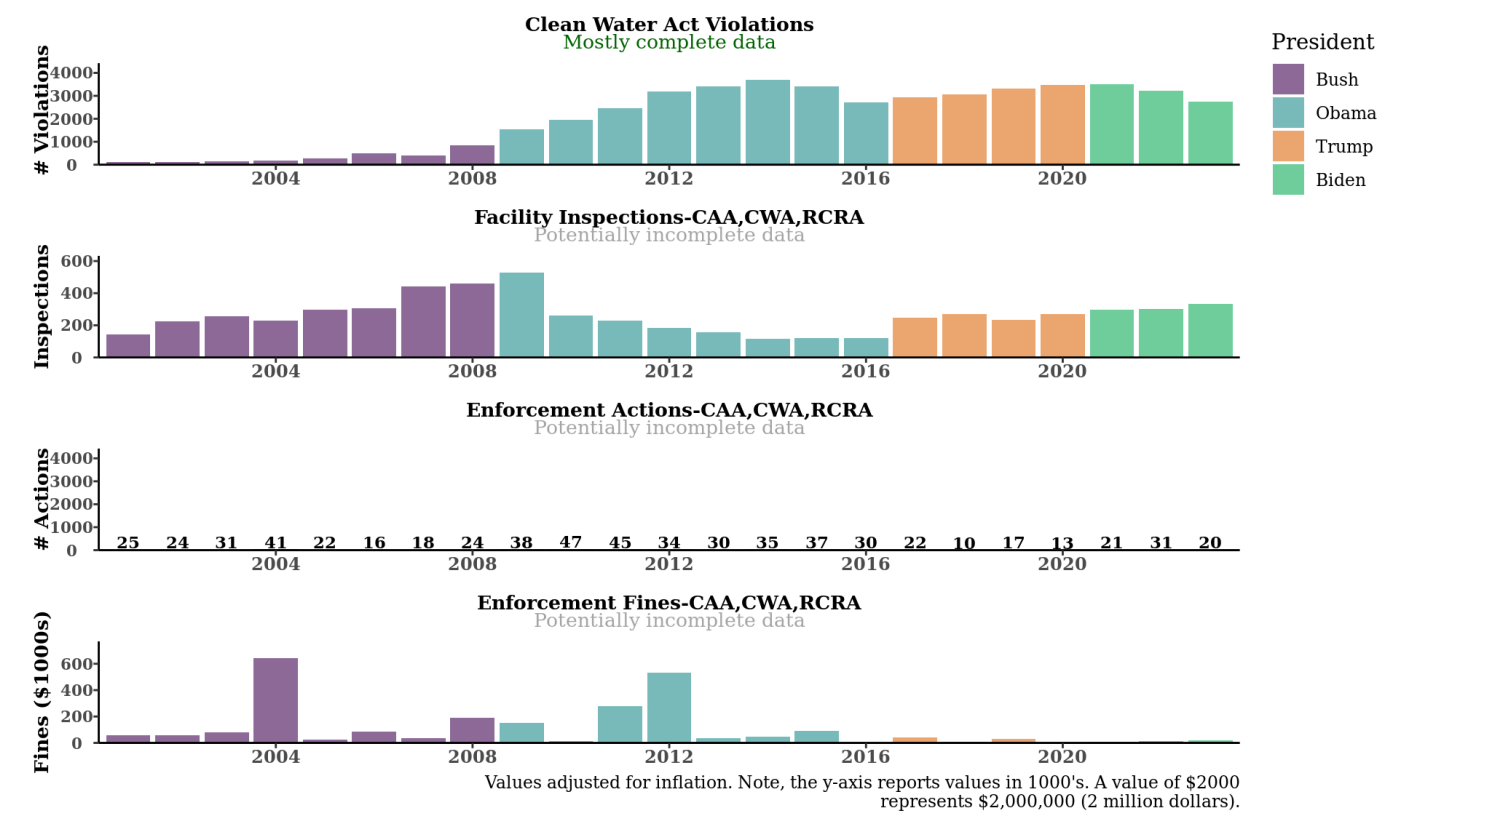 Clean Water Act Violations
Mostly complete data
# Violations
4000
3000
2000
1000
0
2004 2008 2012 2016 2020
President
Bush
Obama
Trump
Biden
Facility Inspections-CAA,CWA,RCRA
Potentially incomplete data
Inspections
600
400
200
0
2004 2008 2012 2016 2020
Enforcement Actions-CAA,CWA,RCRA
Potentially incomplete data
# Actions
4000
3000
2000
1000
0
25 24 31 41 22 16 18 24 38 47 45 34 30 35 37 30 22 10 17 13 21 31 20
2004 2008 2012 2016 2020
Enforcement Fines-CAA,CWA,RCRA
Potentially incomplete data
Fines ($1000s)
600
400
200
0
2004 2008 2012 2016 2020
Values adjusted for inflation. Note, the y-axis reports values in 1000's. A value of $2000
represents $2,000,000 (2 million dollars).